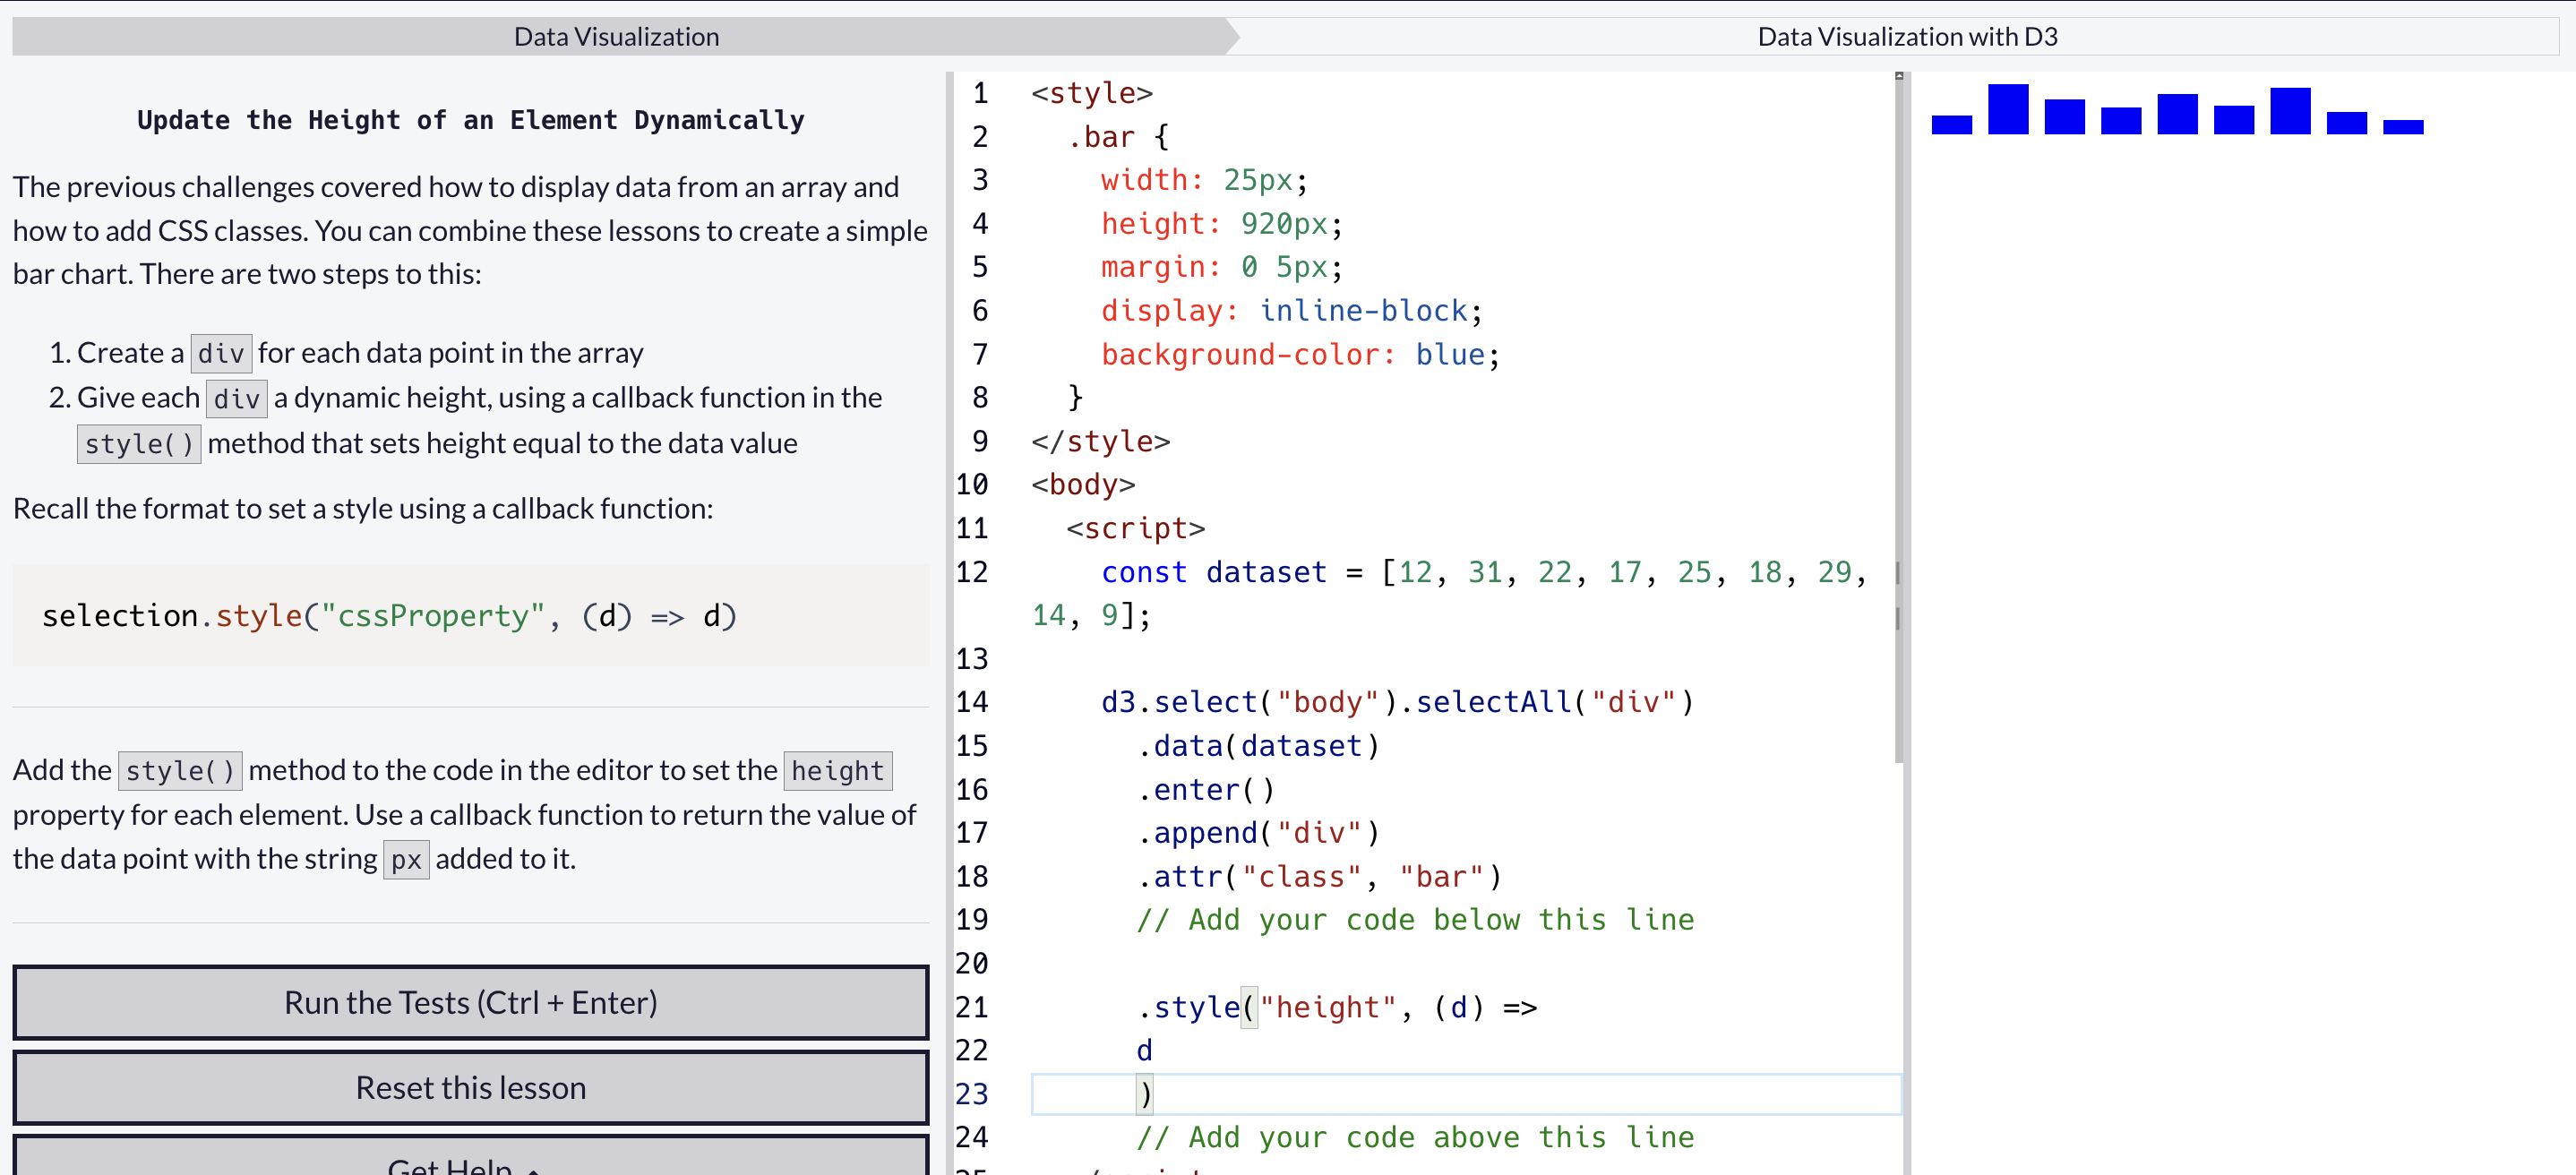 Data Visualization
Data Visualization with D3
Update the Height of an Element Dynamically
The previous challenges covered how to display data from an array and
how to add CSS classes. You can combine these lessons to create a simple
bar chart. There are two steps to this:
1. Create a div for each data point in the array
2. Give each div a dynamic height, using a callback function in the
style() method that sets height equal to the data value
Recall the format to set a style using a callback function:
selection.style("cssProperty", (d) => d)
Add the style() method to the code in the editor to set the height
property for each element. Use a callback function to return the value of
the data point with the string px added to it.
Run the Tests (Ctrl + Enter)
Reset this lesson
Get Help
1 <style>
2 .bar {
3 width: 25px;
4 height: 920px;
5 margin: 0 5px;
6 display: inline-block;
7 background-color: blue;
8 }
9 </style>
10 <body>
11 <script>
12 const dataset = [12, 31, 22, 17, 25, 18, 29,
14, 9];
13
14 d3.select("body").selectAll("div")
15 .data(dataset)
16 .enter()
17 .append("div")
18 .attr("class", "bar")
19 // Add your code below this line
20
21 .style("height", (d) =>
22 d
23 )
24 // Add your code above this line